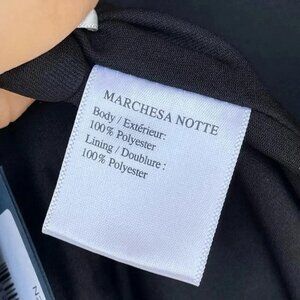 MARCHESA NOTTE
Body / Extérieur:
100% Polyester
Lining / Doublure :
100% Polyester